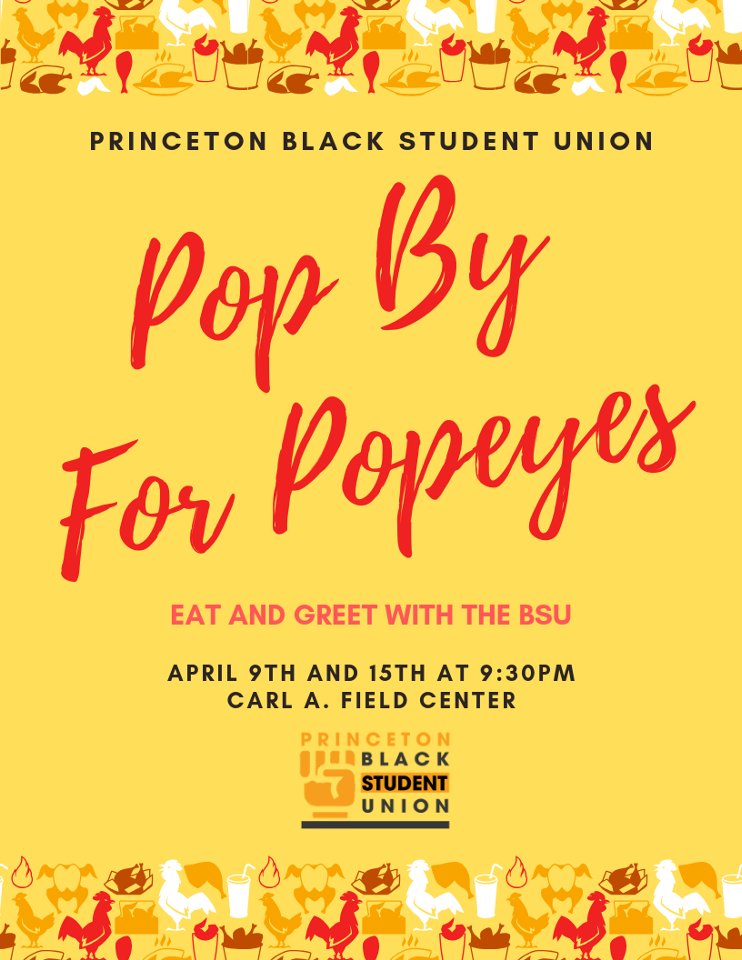 PRINCETON BLACK STUDENT UNION
Pop By
For Popeyes
EAT AND GREET WITH THE BSU
APRIL 9TH AND 15TH AT 9:30PM
CARL A. FIELD CENTER
PRINCETON
BLACK
STUDENT
UNION